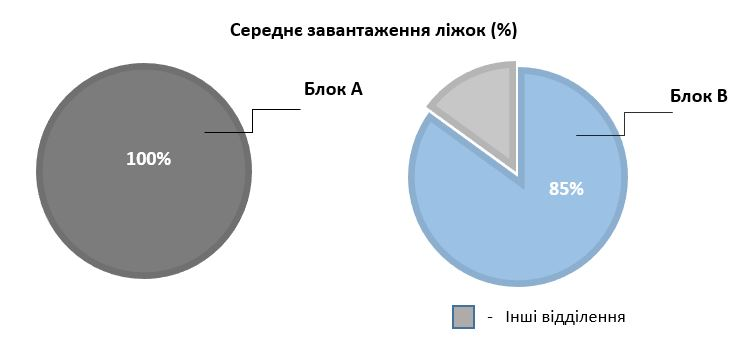 Середнє завантаження ліжок (%)
Блок А
Блок В
100%
85%
- Інші відділення